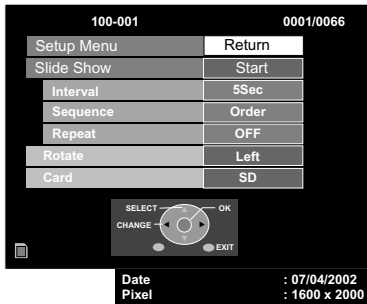 100-001 0001/0066
Setup Menu Return
Slide Show Start
Interval 5Sec
Sequence Order
Repeat OFF
Rotate Left
Card SD
SELECT OK
CHANGE
EXIT
Date : 07/04/2002
Pixel : 1600 x 2000